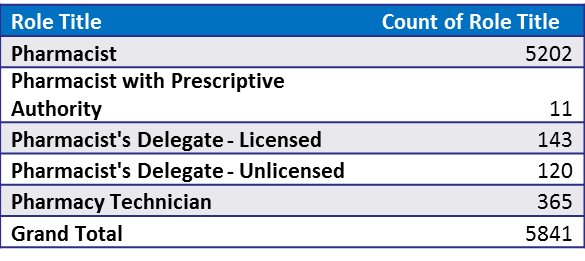 Role Title Count of Role Title
Pharmacist 5202
Pharmacist with Prescriptive
Authority 11
Pharmacist's Delegate - Licensed 143
Pharmacist's Delegate - Unlicensed 120
Pharmacy Technician 365
Grand Total 5841